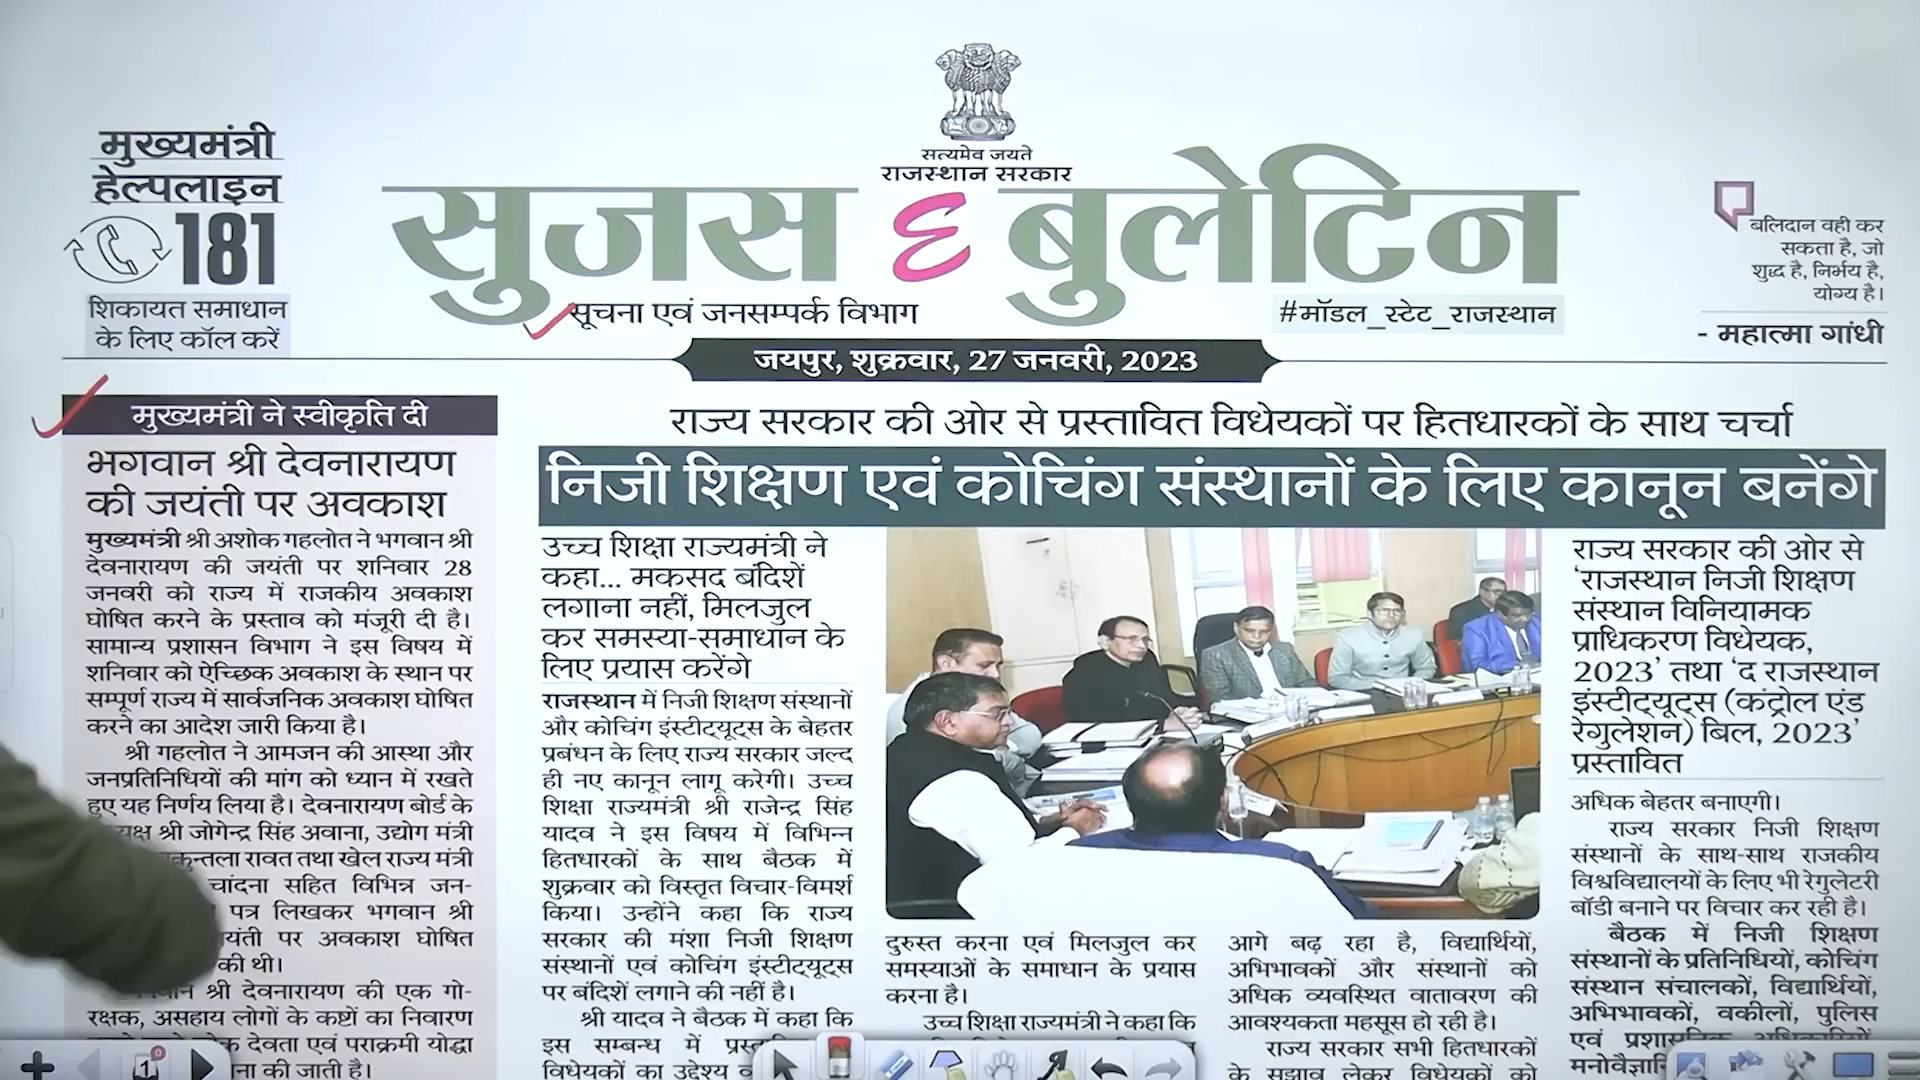 मुख्यमंत्री
हेल्पलाइन
181
शिकायत समाधान
के लिए कॉल करें
सत्यमेव जयते
राजस्थान सरकार
सुजस e बुलेटिन
सूचना एवं जनसम्पर्क विभाग
#मॉडल_स्टेट_राजस्थान
बलिदान वही कर
सकता है, जो
शुद्ध है, निर्भय है,
योग्य है।
- महात्मा गांधी
जयपुर, शुक्रवार, 27 जनवरी, 2023
मुख्यमंत्री ने स्वीकृति दी
भगवान श्री देवनारायण
की जयंती पर अवकाश
मुख्यमंत्री श्री अशोक गहलोत ने भगवान श्री
देवनारायण की जयंती पर शनिवार 28
जनवरी को राज्य में राजकीय अवकाश
घोषित करने के प्रस्ताव को मंजूरी दी है।
सामान्य प्रशासन विभाग ने इस विषय में
शनिवार को ऐच्छिक अवकाश के स्थान पर
सम्पूर्ण राज्य में सार्वजनिक अवकाश घोषित
करने का आदेश जारी किया है।
श्री गहलोत ने आमजन की आस्था और
जनप्रतिनिधियों की मांग को ध्यान में रखते
हुए यह निर्णय लिया है। देवनारायण बोर्ड के
श्री जोगेन्द्र सिंह अवाना, उद्योग मंत्री
रावत तथा खेल राज्य मंत्री
चांदना सहित विभिन्न जन-
पत्र लिखकर भगवान श्री
पर अवकाश घोषित
की थी।
श्री देवनारायण की एक गो-
रक्षक, असहाय लोगों के कष्टों का निवारण
देवता एवं पराक्रमी योद्धा
की जाती है।
राज्य सरकार की ओर से प्रस्तावित विधेयकों पर हितधारकों के साथ चर्चा
निजी शिक्षण एवं कोचिंग संस्थानों के लिए कानून बनेंगे
उच्च शिक्षा राज्यमंत्री ने
कहा... मकसद बंदिशें
लगाना नहीं, मिलजुल
कर समस्या-समाधान के
लिए प्रयास करेंगे
राजस्थान में निजी शिक्षण संस्थानों
और कोचिंग इंस्टीट्यूट्स के बेहतर
प्रबंधन के लिए राज्य सरकार जल्द
ही नए कानून लागू करेगी। उच्च
शिक्षा राज्यमंत्री श्री राजेन्द्र सिंह
यादव ने इस विषय में विभिन्न
हितधारकों के साथ बैठक में
शुक्रवार को विस्तृत विचार-विमर्श
किया। उन्होंने कहा कि राज्य
सरकार की मंशा निजी शिक्षण
संस्थानों एवं कोचिंग इंस्टीट्यूट्स
पर बंदिशें लगाने की नहीं है।
श्री यादव ने बैठक में कहा कि
इस सम्बन्ध में
विधेयकों का उद्देश्य
दुरुस्त करना एवं मिलजुल कर
समस्याओं के समाधान के प्रयास
करना है।
उच्च शिक्षा राज्यमंत्री ने कहा कि
आगे बढ़ रहा है, विद्यार्थियों,
अभिभावकों और संस्थानों को
अधिक व्यवस्थित वातावरण की
आवश्यकता महसूस हो रही है।
राज्य सरकार सभी हितधारकों
के सुझाव लेकर विधेयकों को
राज्य सरकार की ओर से
‘राजस्थान निजी शिक्षण
संस्थान विनियामक
प्राधिकरण विधेयक,
2023’ तथा ‘द राजस्थान
इंस्टीट्यूट्स (कंट्रोल एंड
रेगुलेशन) बिल, 2023’
प्रस्तावित
अधिक बेहतर बनाएगी।
राज्य सरकार निजी शिक्षण
संस्थानों के साथ-साथ राजकीय
विश्वविद्यालयों के लिए भी रेगुलेटरी
बॉडी बनाने पर विचार कर रही है।
बैठक में निजी शिक्षण
संस्थानों के प्रतिनिधियों, कोचिंग
संस्थान संचालकों, विद्यार्थियों,
अभिभावकों, वकीलों, पुलिस
एवं
1
0